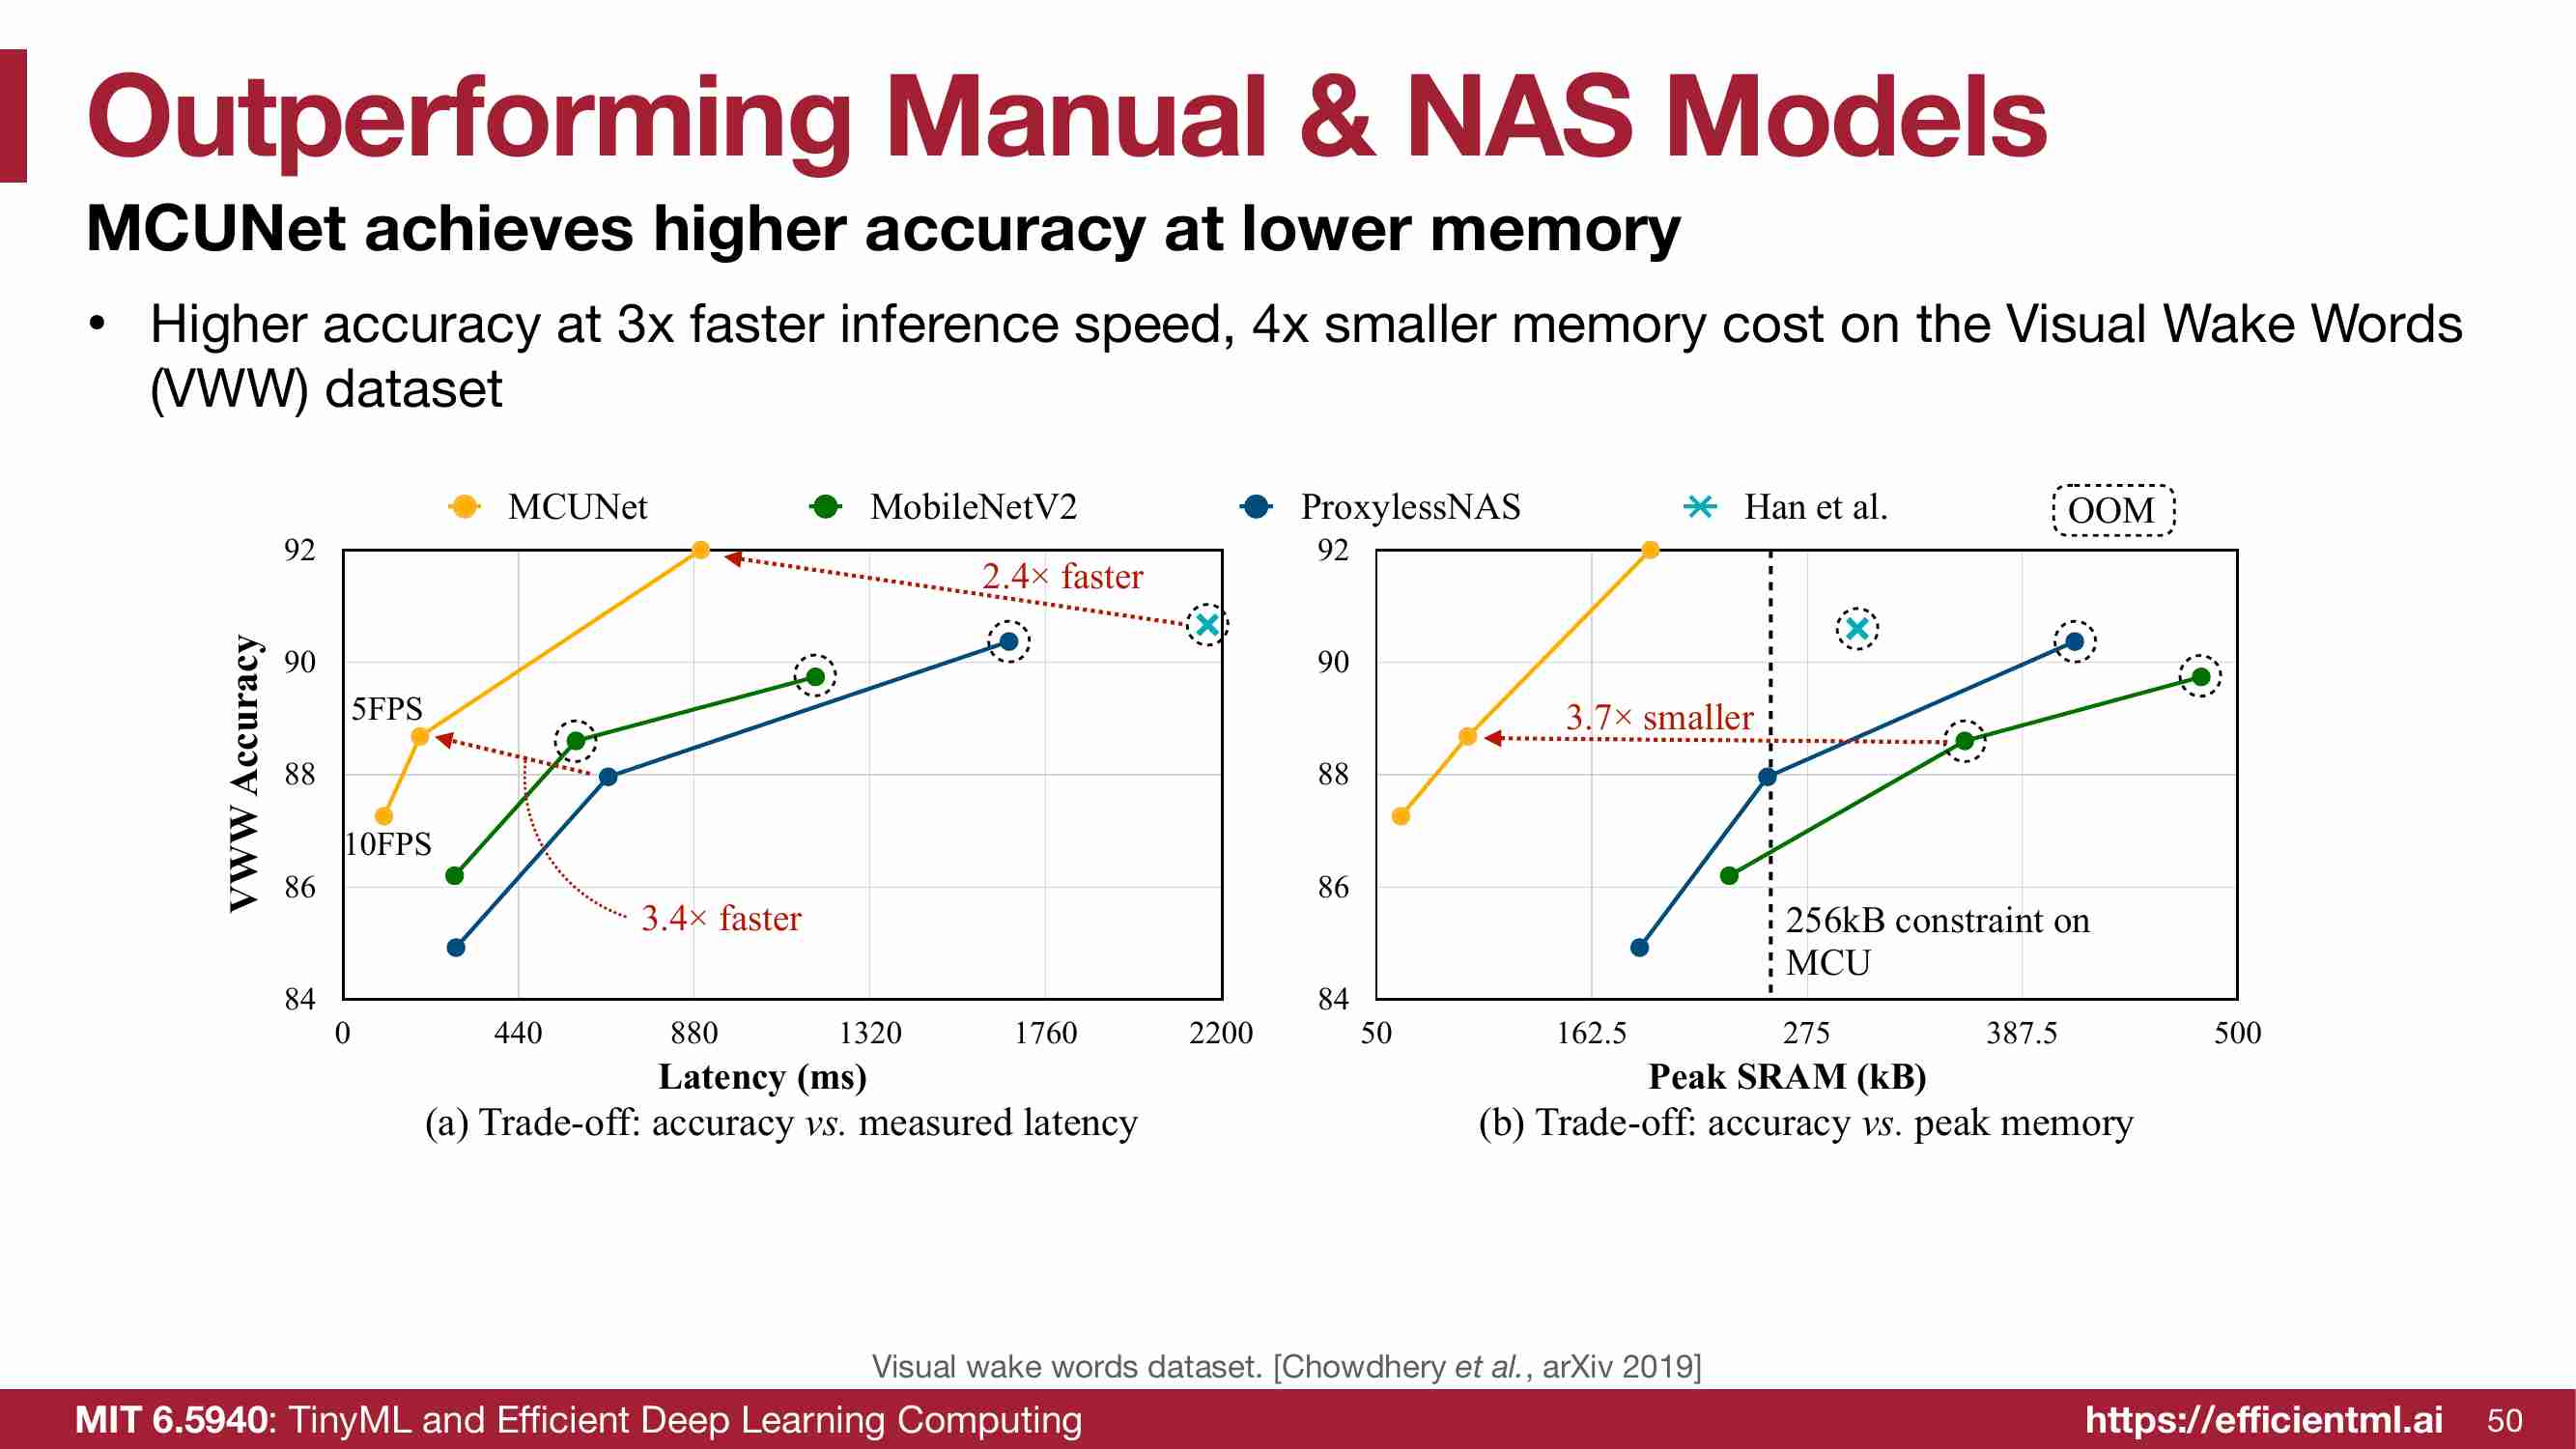 Outperforming Manual & NAS Models
MCUNet achieves higher accuracy at lower memory
• Higher accuracy at 3x faster inference speed, 4x smaller memory cost on the Visual Wake Words
(VWW) dataset
MCUNet
MobileNetV2
ProxylessNAS
Han et al.
OOM
VWW Accuracy
92
90
88
86
84
5FPS
10FPS
2.4× faster
3.4× faster
0
440
880
1320
1760
2200
Latency (ms)
(a) Trade-off: accuracy vs. measured latency
92
90
88
86
84
3.7× smaller
256kB constraint on
MCU
50
162.5
275
387.5
500
Peak SRAM (kB)
(b) Trade-off: accuracy vs. peak memory
Visual wake words dataset. [Chowdhery et al., arXiv 2019]
MIT 6.5940: TinyML and Efficient Deep Learning Computing
https://efficientml.ai
50